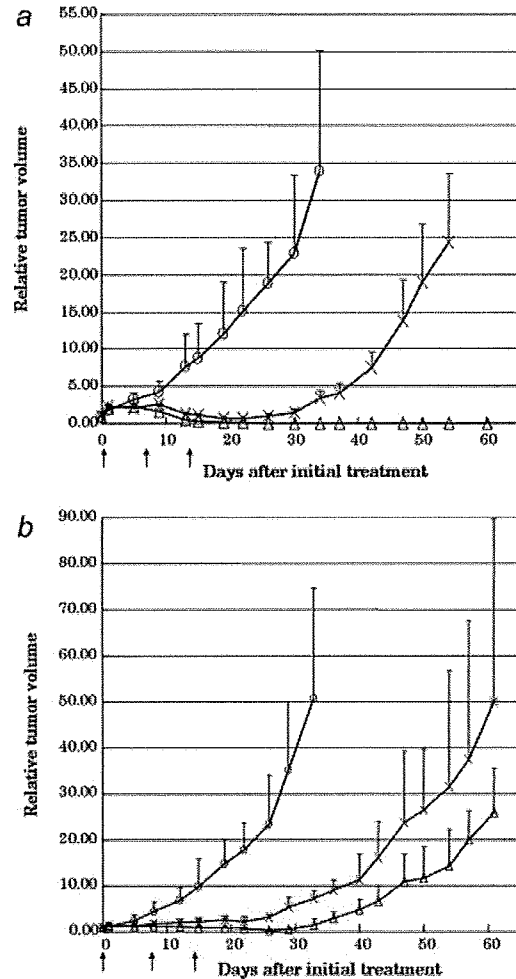 a
55.00
50.00
45.00
40.00
35.00
30.00
25.00
20.00
15.00
10.00
5.00
0.00
Relative tumor volume
0 10 20 30 40 50 60
Days after initial treatment
b
90.00
80.00
70.00
60.00
50.00
40.00
30.00
20.00
10.00
0.00
Relative tumor volume
0 10 20 30 40 50 60
Days after initial treatment